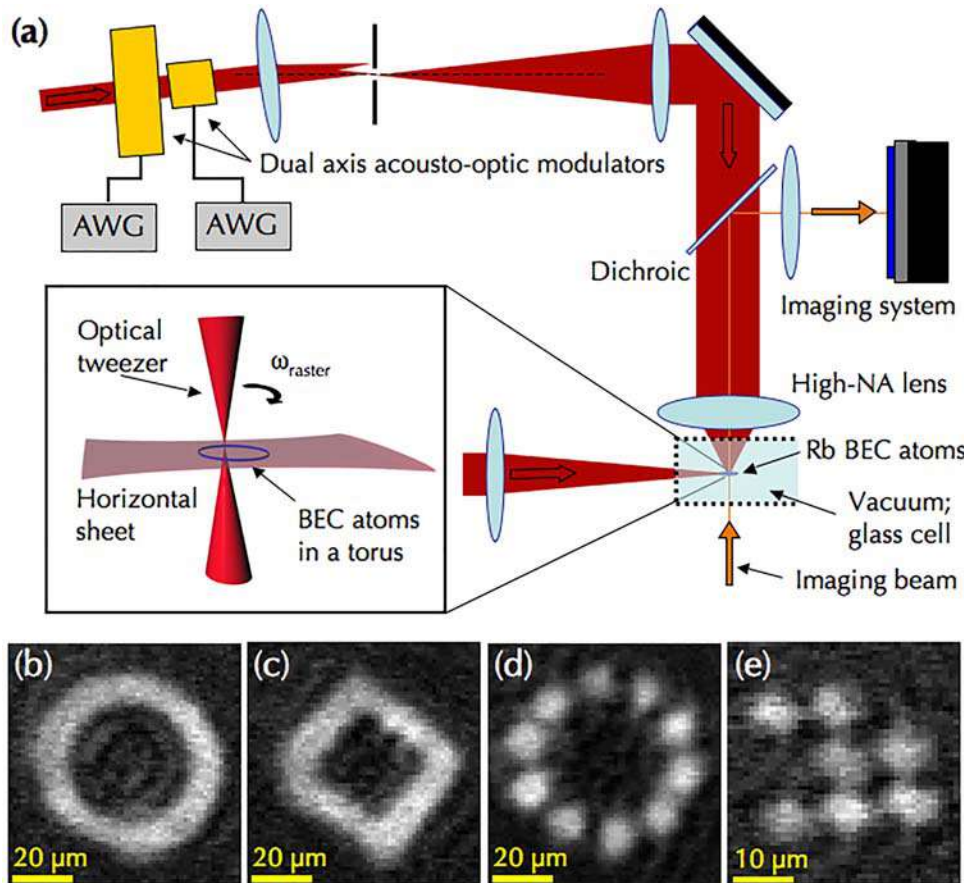 (a)
Dual axis acousto-optic modulators
AWG
AWG
Dichroic
Imaging system
Optical
tweezer
ωraster
High-NA lens
Rb BEC atoms
Horizontal
sheet
BEC atoms
in a torus
Vacuum;
glass cell
Imaging beam
(b)
(c)
(d)
(e)
20 µm
20 µm
20 µm
10 µm